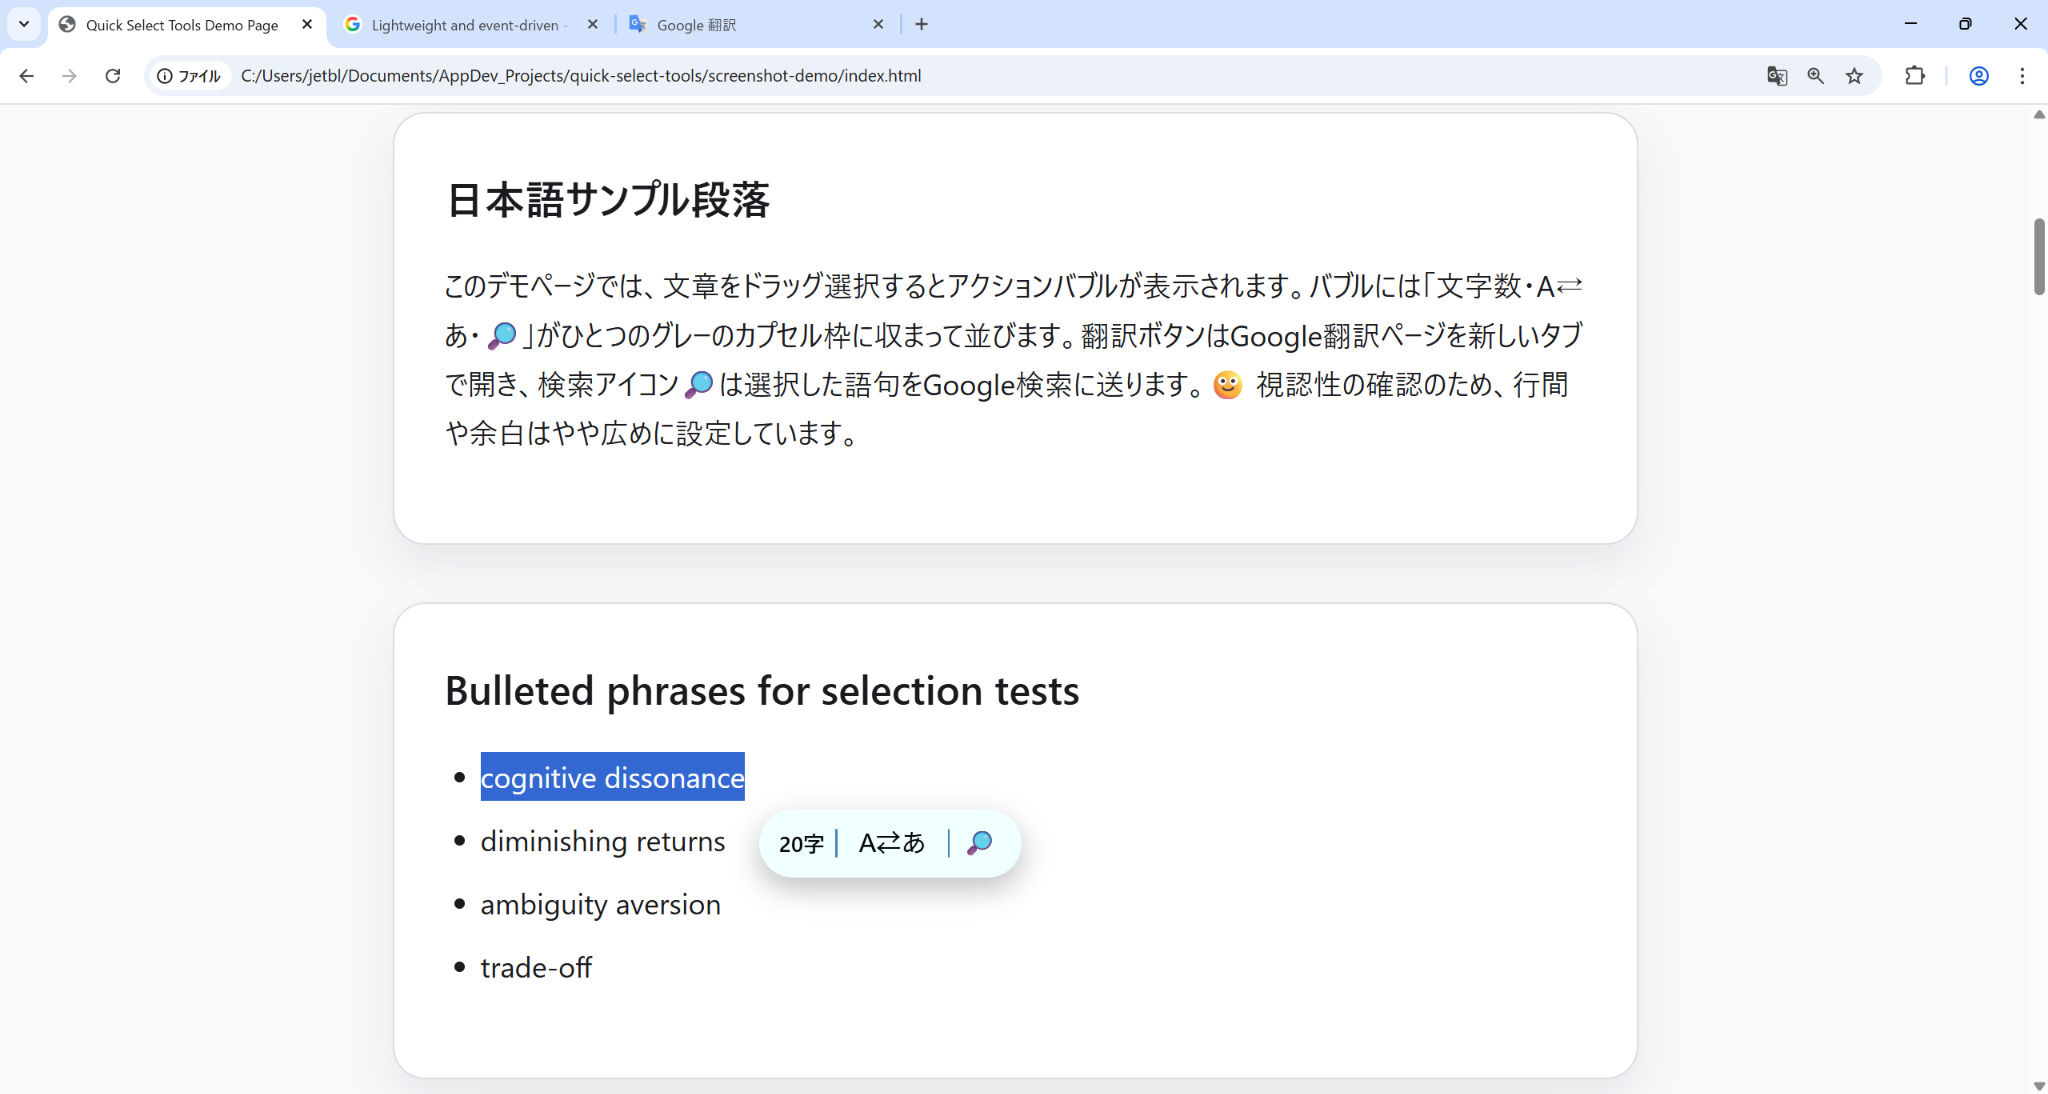 Quick Select Tools Demo Page
Lightweight and event-driven -
Google 翻訳
ファイル
C:/Users/jetbl/Documents/AppDev_Projects/quick-select-tools/screenshot-demo/index.html
日本語サンプル段落
このデモページでは、文章をドラッグ選択するとアクションバブルが表示されます。バブルには「文字数・A⇄
あ・🔎」がひとつのグレーのカプセル枠に収まって並びます。翻訳ボタンはGoogle翻訳ページを新しいタブ
で開き、検索アイコン🔎は選択した語句をGoogle検索に送ります。🙂 視認性の確認のため、行間
や余白はやや広めに設定しています。
Bulleted phrases for selection tests
• cognitive dissonance
• diminishing returns
20字 | A⇄あ | 🔎
• ambiguity aversion
• trade-off